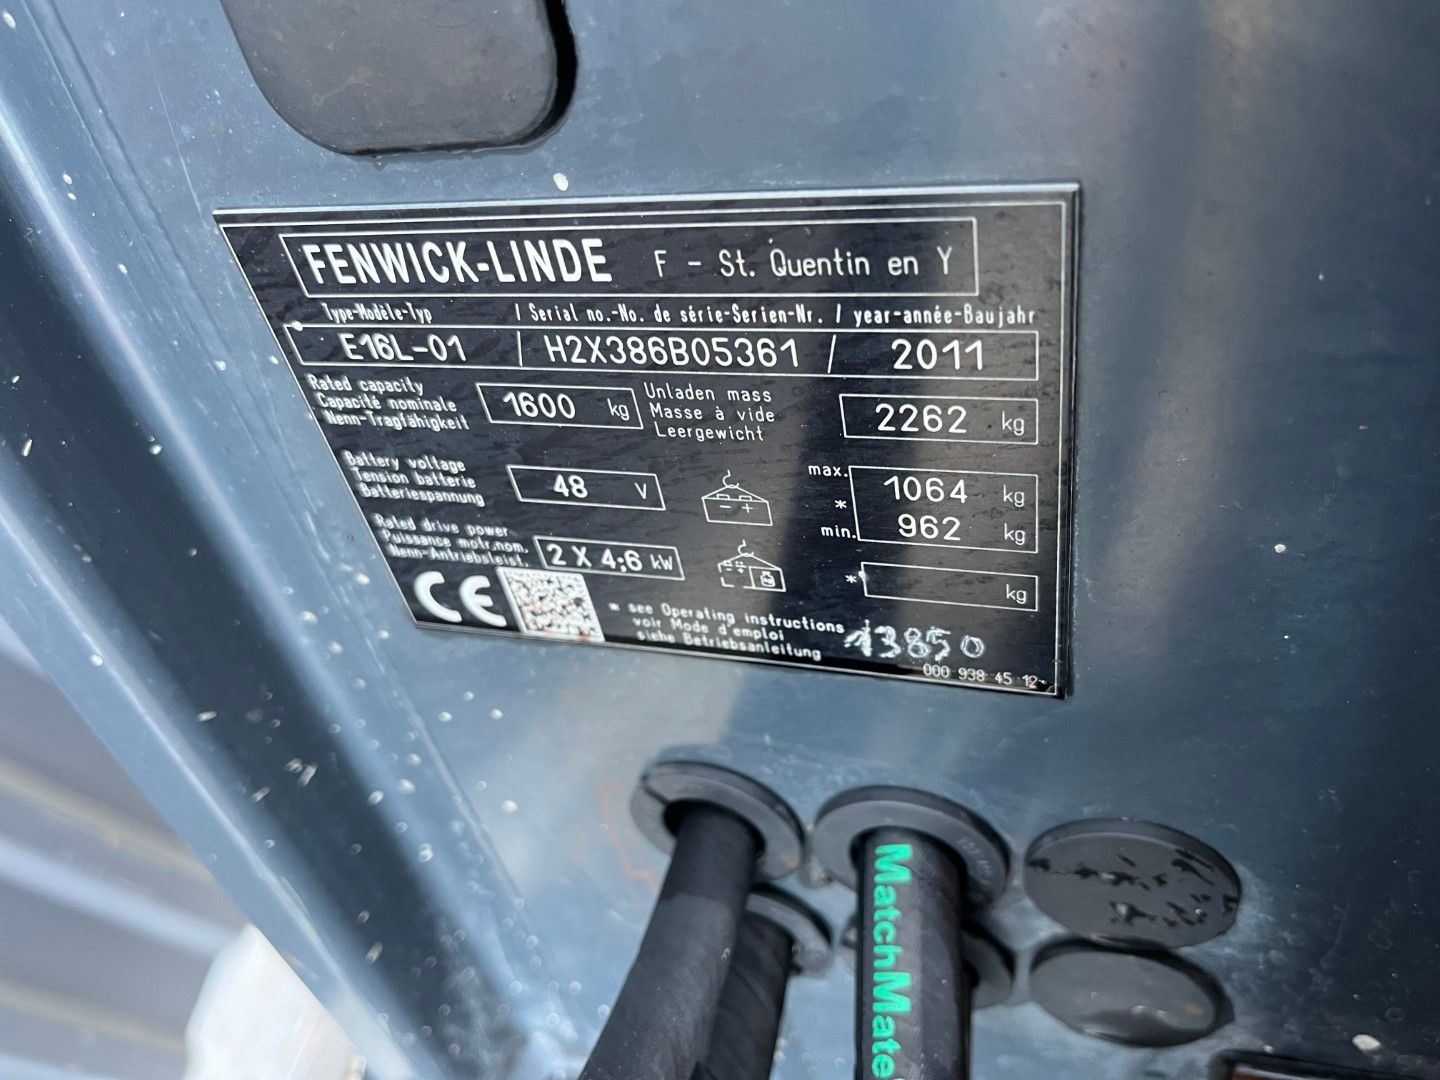 FENWICK-LINDE F - St. Quentin en Y
Type-Modèle-Typ / Serial no.-No. de série-Serien-Nr. / year-année-Baujahr
E16L-01 / H2X386B05361 / 2011
Rated capacity
Capacité nominale
Nenn-Tragfähigkeit
1600 kg
Unladen mass
Masse à vide
Leergewicht
2262 kg
Battery voltage
Tension batterie
Batteriespannung
48 V
- +
max.
*
min.
1064 kg
962 kg
Rated drive power
Puissance motr.nom.
Nenn-Antriebsleist.
2 X 4;6 kW
* kg
CE
* see Operating instructions
voir Mode d'emploi
siehe Betriebsanleitung
13850
000 938 45 12
MatchMate